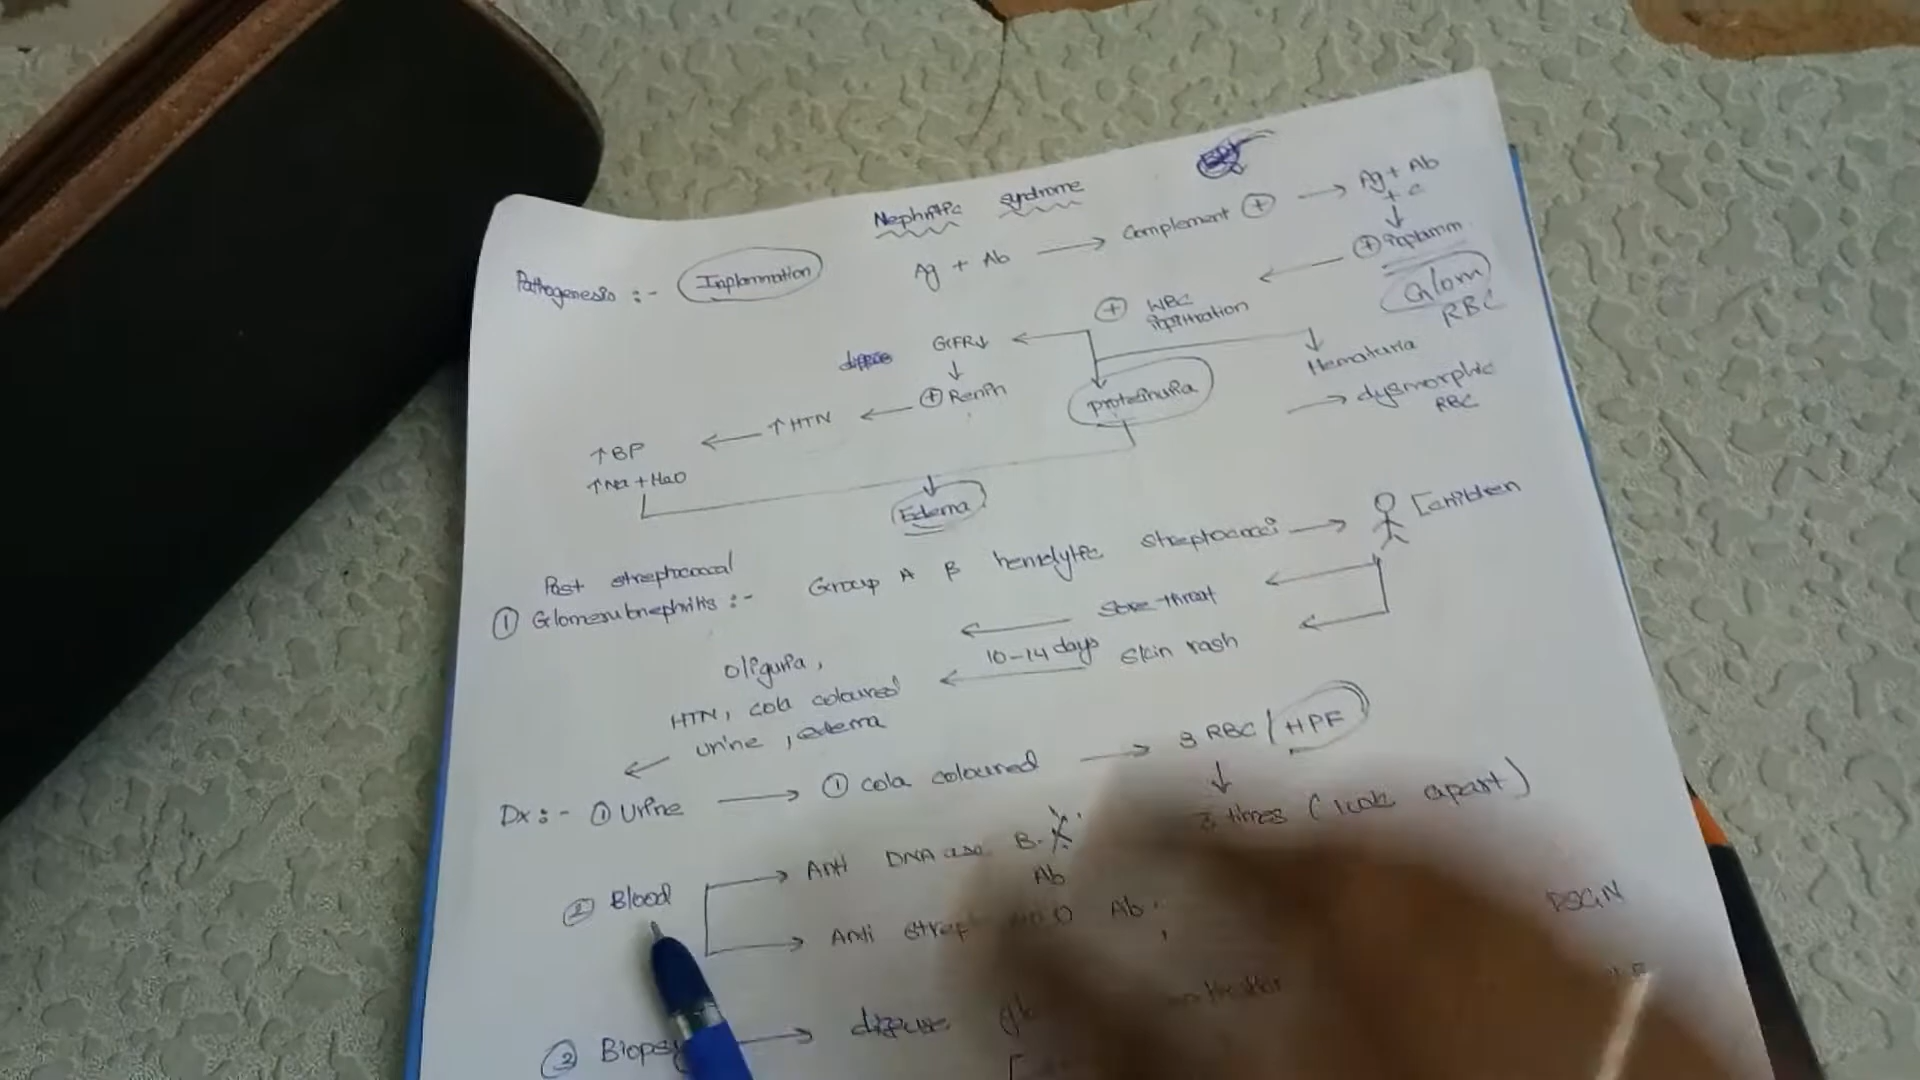 Nephritic Syndrome
Pathogenesis :- Inflammation Ag + Ab → Complement ⊕ → Ag + Ab
+ c
↓
⊕ inflamm.
Glom
RBC
⊕ WBC
infiltration
GFR↓
↓
⊕ Renin
↑ HTN
↑ BP
↑ Na + H2O
Proteinuria
Hematuria
→ dysmorphic
RBC
Edema
Post streptococcal
① Glomerulonephritis :- Group A β hemolytic streptococci → [children
Sore throat
10-14 days Skin rash
oliguria,
HTN, cola coloured
urine, edema
Dx :- ① Urine → ① cola coloured → 3 RBC / HPF
↓
3 times (1 week apart)
② Blood → Anti DNA ase B.
Ab
→ Anti strep O Ab.
PSGN
③ Biopsy → diffuse